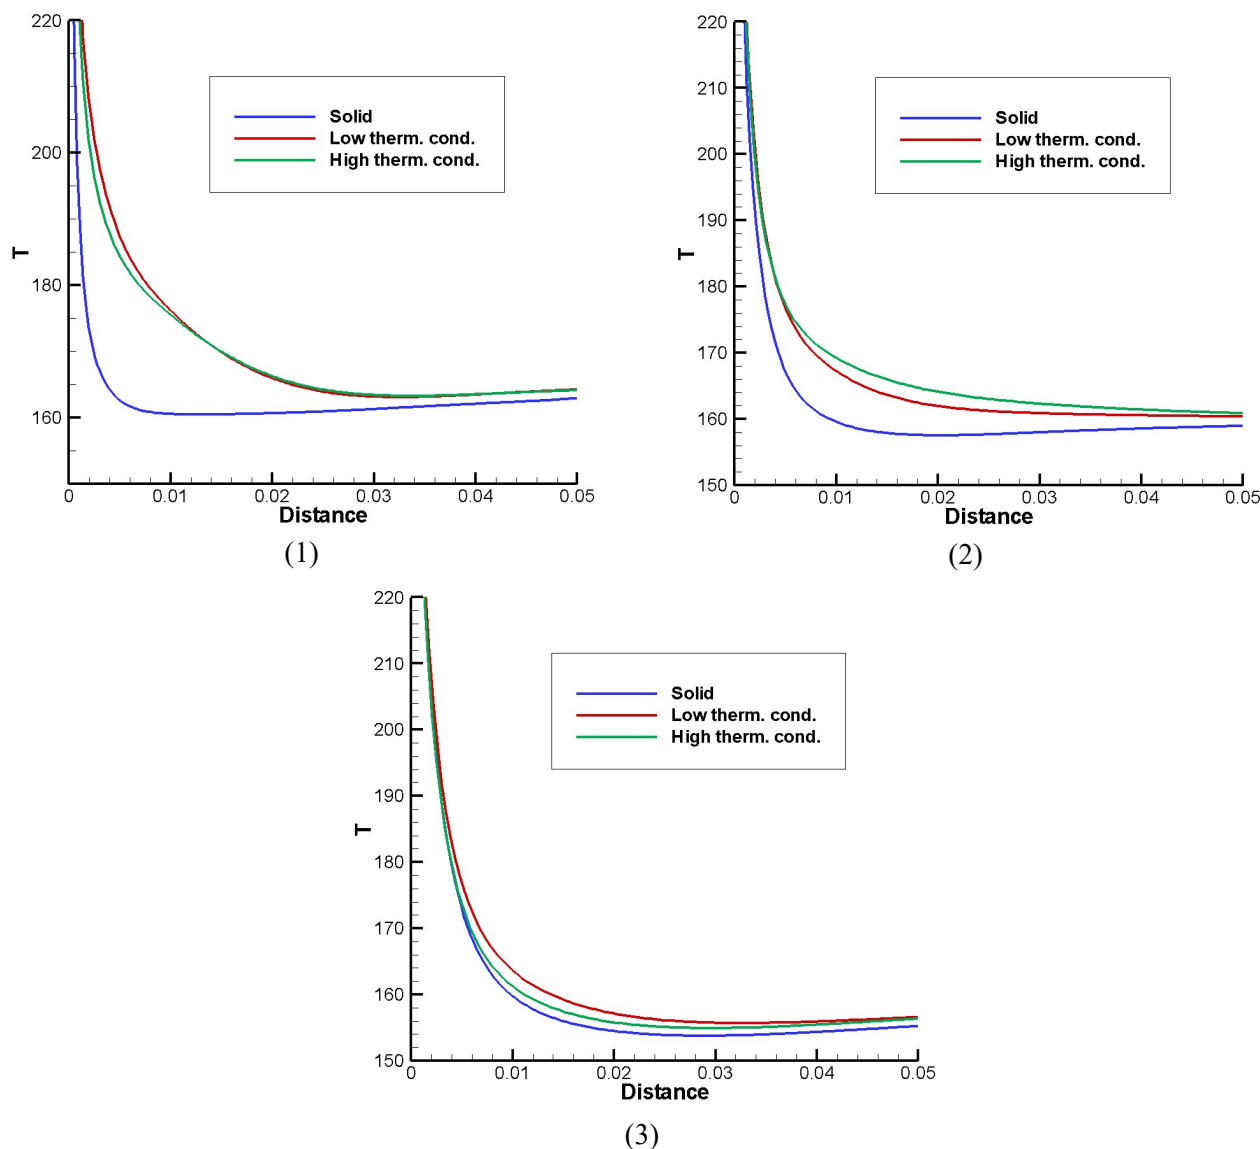 220
200
180
160
T
0
0.01
0.02
0.03
0.04
0.05
Distance
Solid
Low therm. cond.
High therm. cond.
(1)
220
210
200
190
180
170
160
150
T
0
0.01
0.02
0.03
0.04
0.05
Distance
Solid
Low therm. cond.
High therm. cond.
(2)
220
210
200
190
180
170
160
150
T
0
0.01
0.02
0.03
0.04
0.05
Distance
Solid
Low therm. cond.
High therm. cond.
(3)